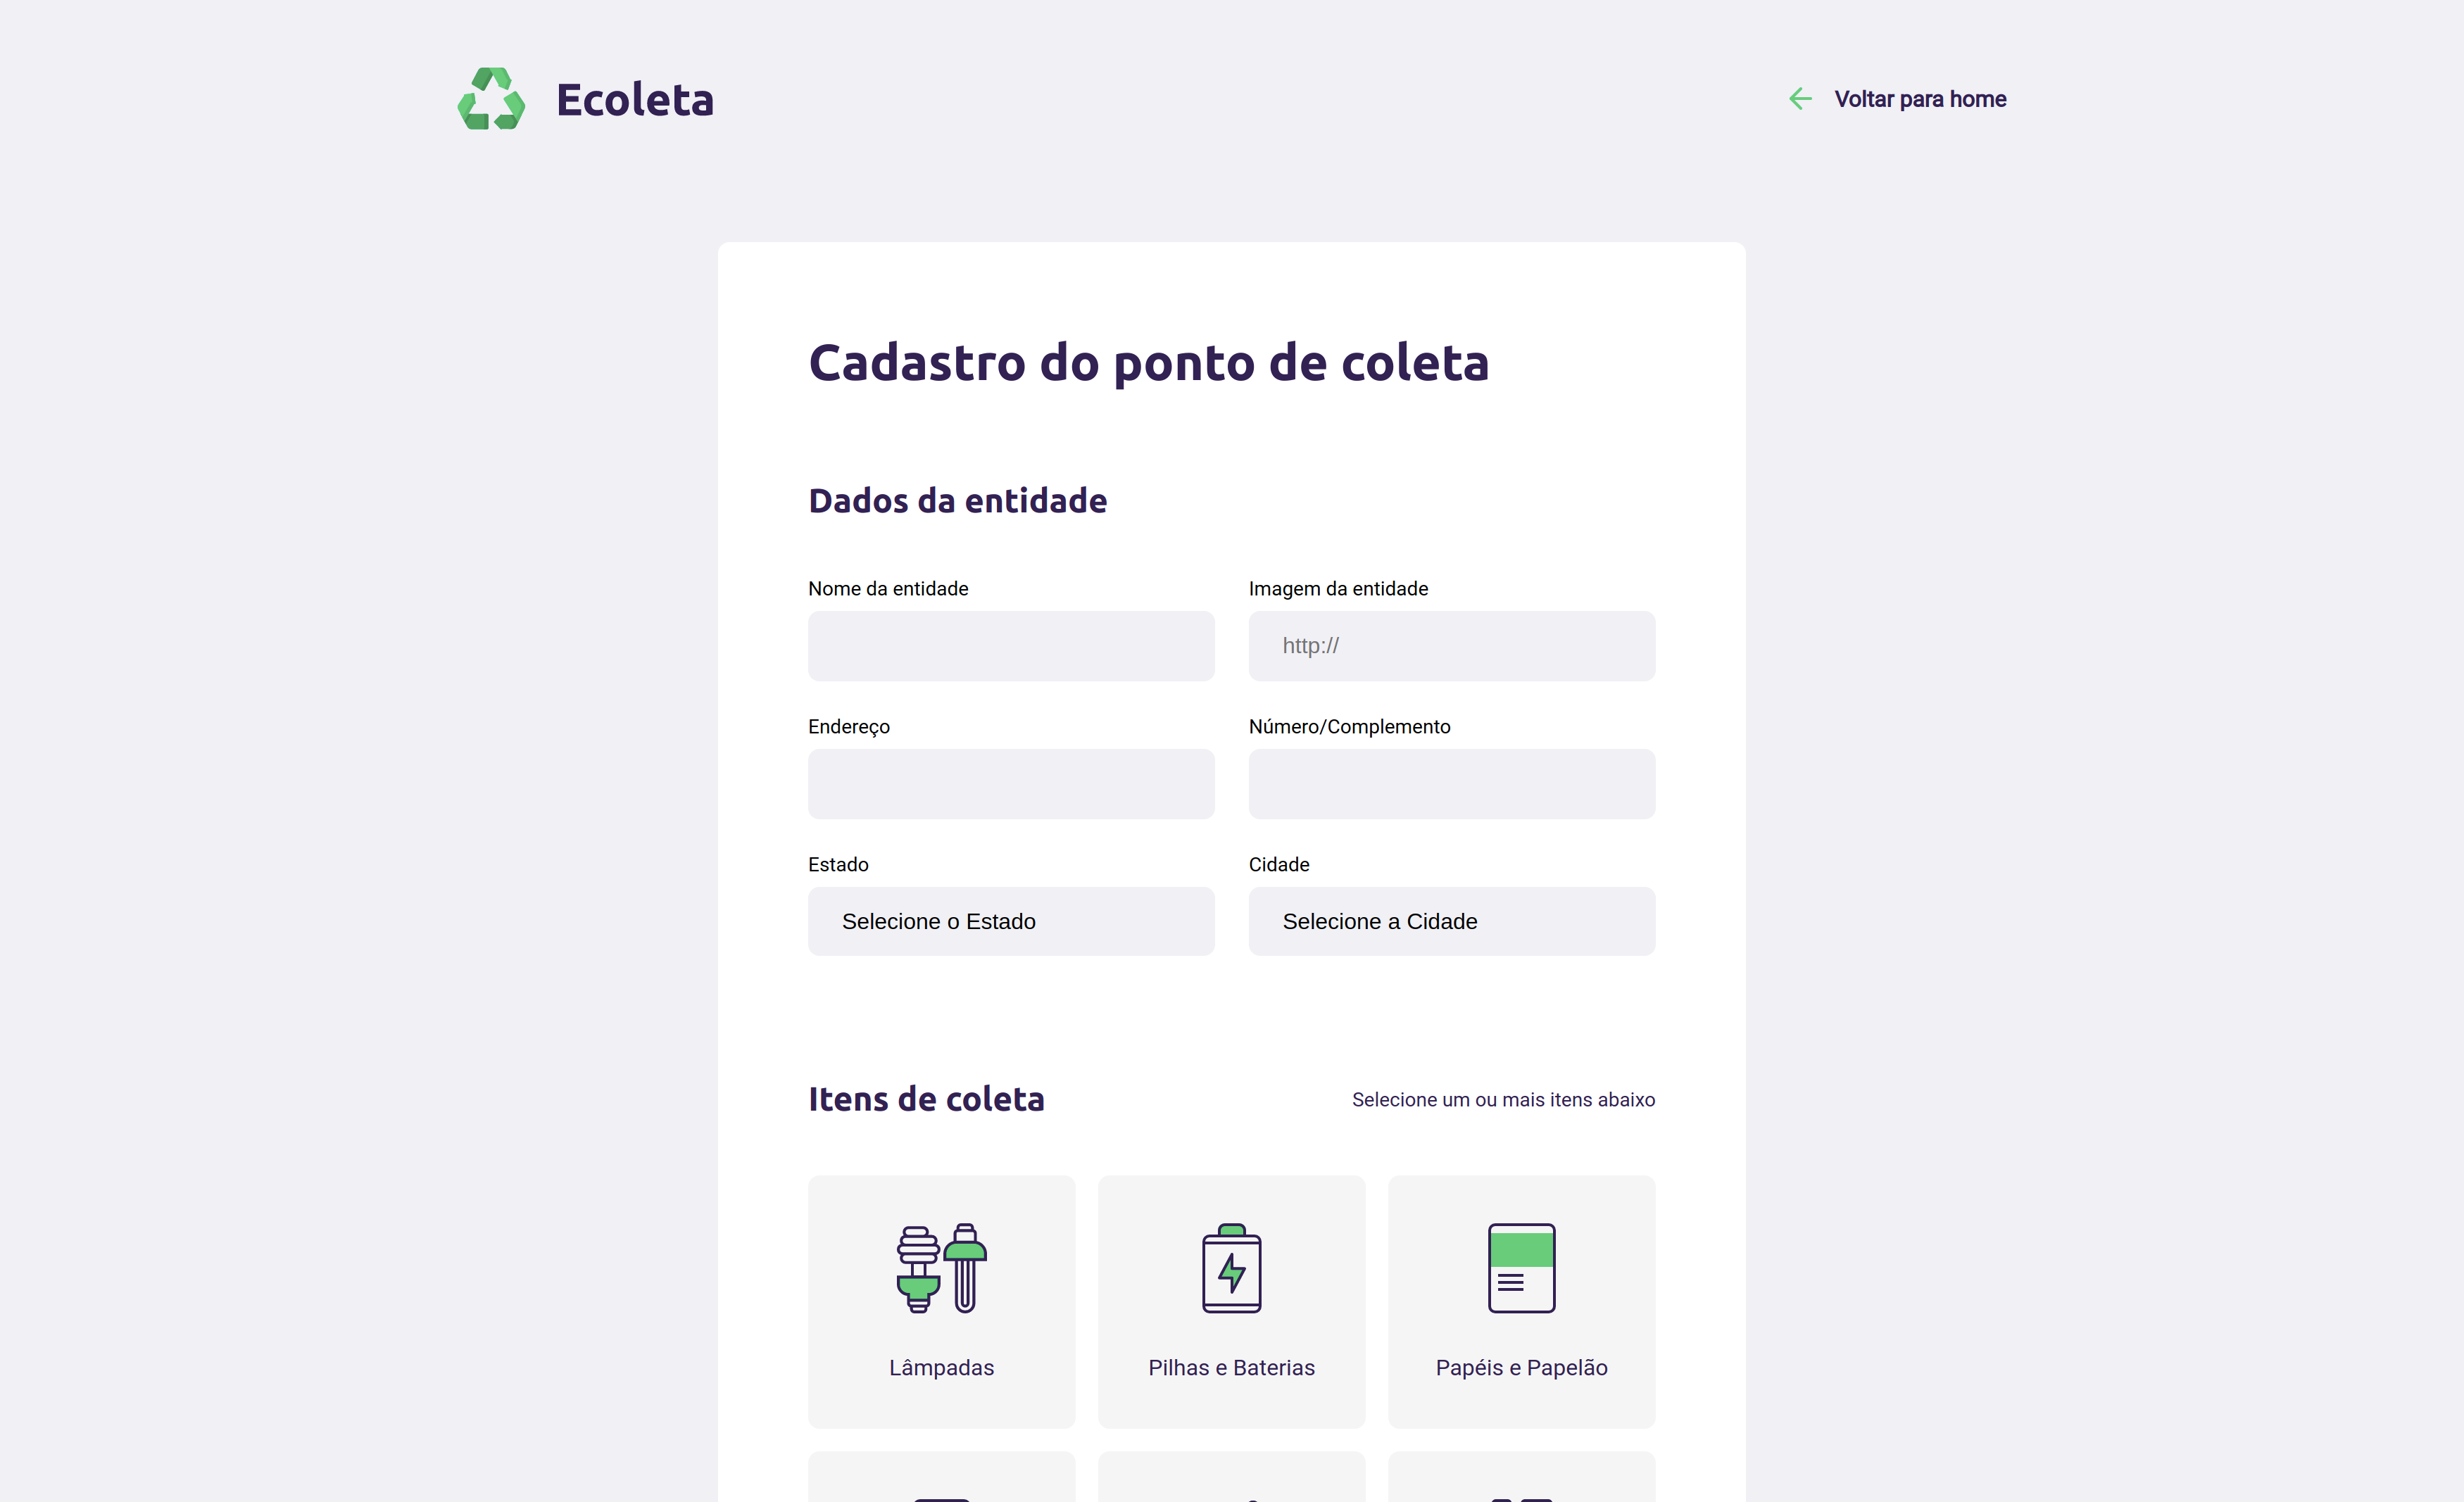 Ecoleta
Voltar para home
Cadastro do ponto de coleta
Dados da entidade
Nome da entidade
Imagem da entidade
http://
Endereço
Número/Complemento
Estado
Cidade
Selecione o Estado
Selecione a Cidade
Itens de coleta
Selecione um ou mais itens abaixo
Lâmpadas
Pilhas e Baterias
Papéis e Papelão